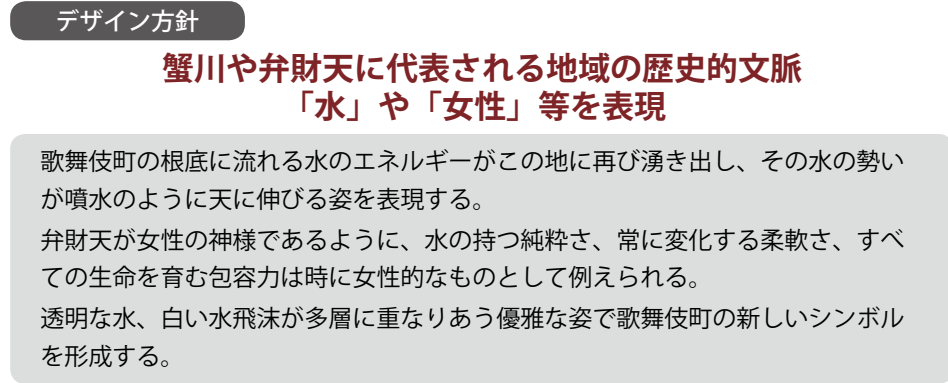 デザイン方針
蟹川や弁財天に代表される地域の歴史的文脈
「水」や「女性」等を表現
歌舞伎町の根底に流れる水のエネルギーがこの地に再び湧き出し、その水の勢い
が噴水のように天に伸びる姿を表現する。
弁財天が女性の神様であるように、水の持つ純粋さ、常に変化する柔軟さ、すべ
ての生命を育む包容力は時に女性的なものとして例えられる。
透明な水、白い水飛沫が多層に重なりあう優雅な姿で歌舞伎町の新しいシンボル
を形成する。